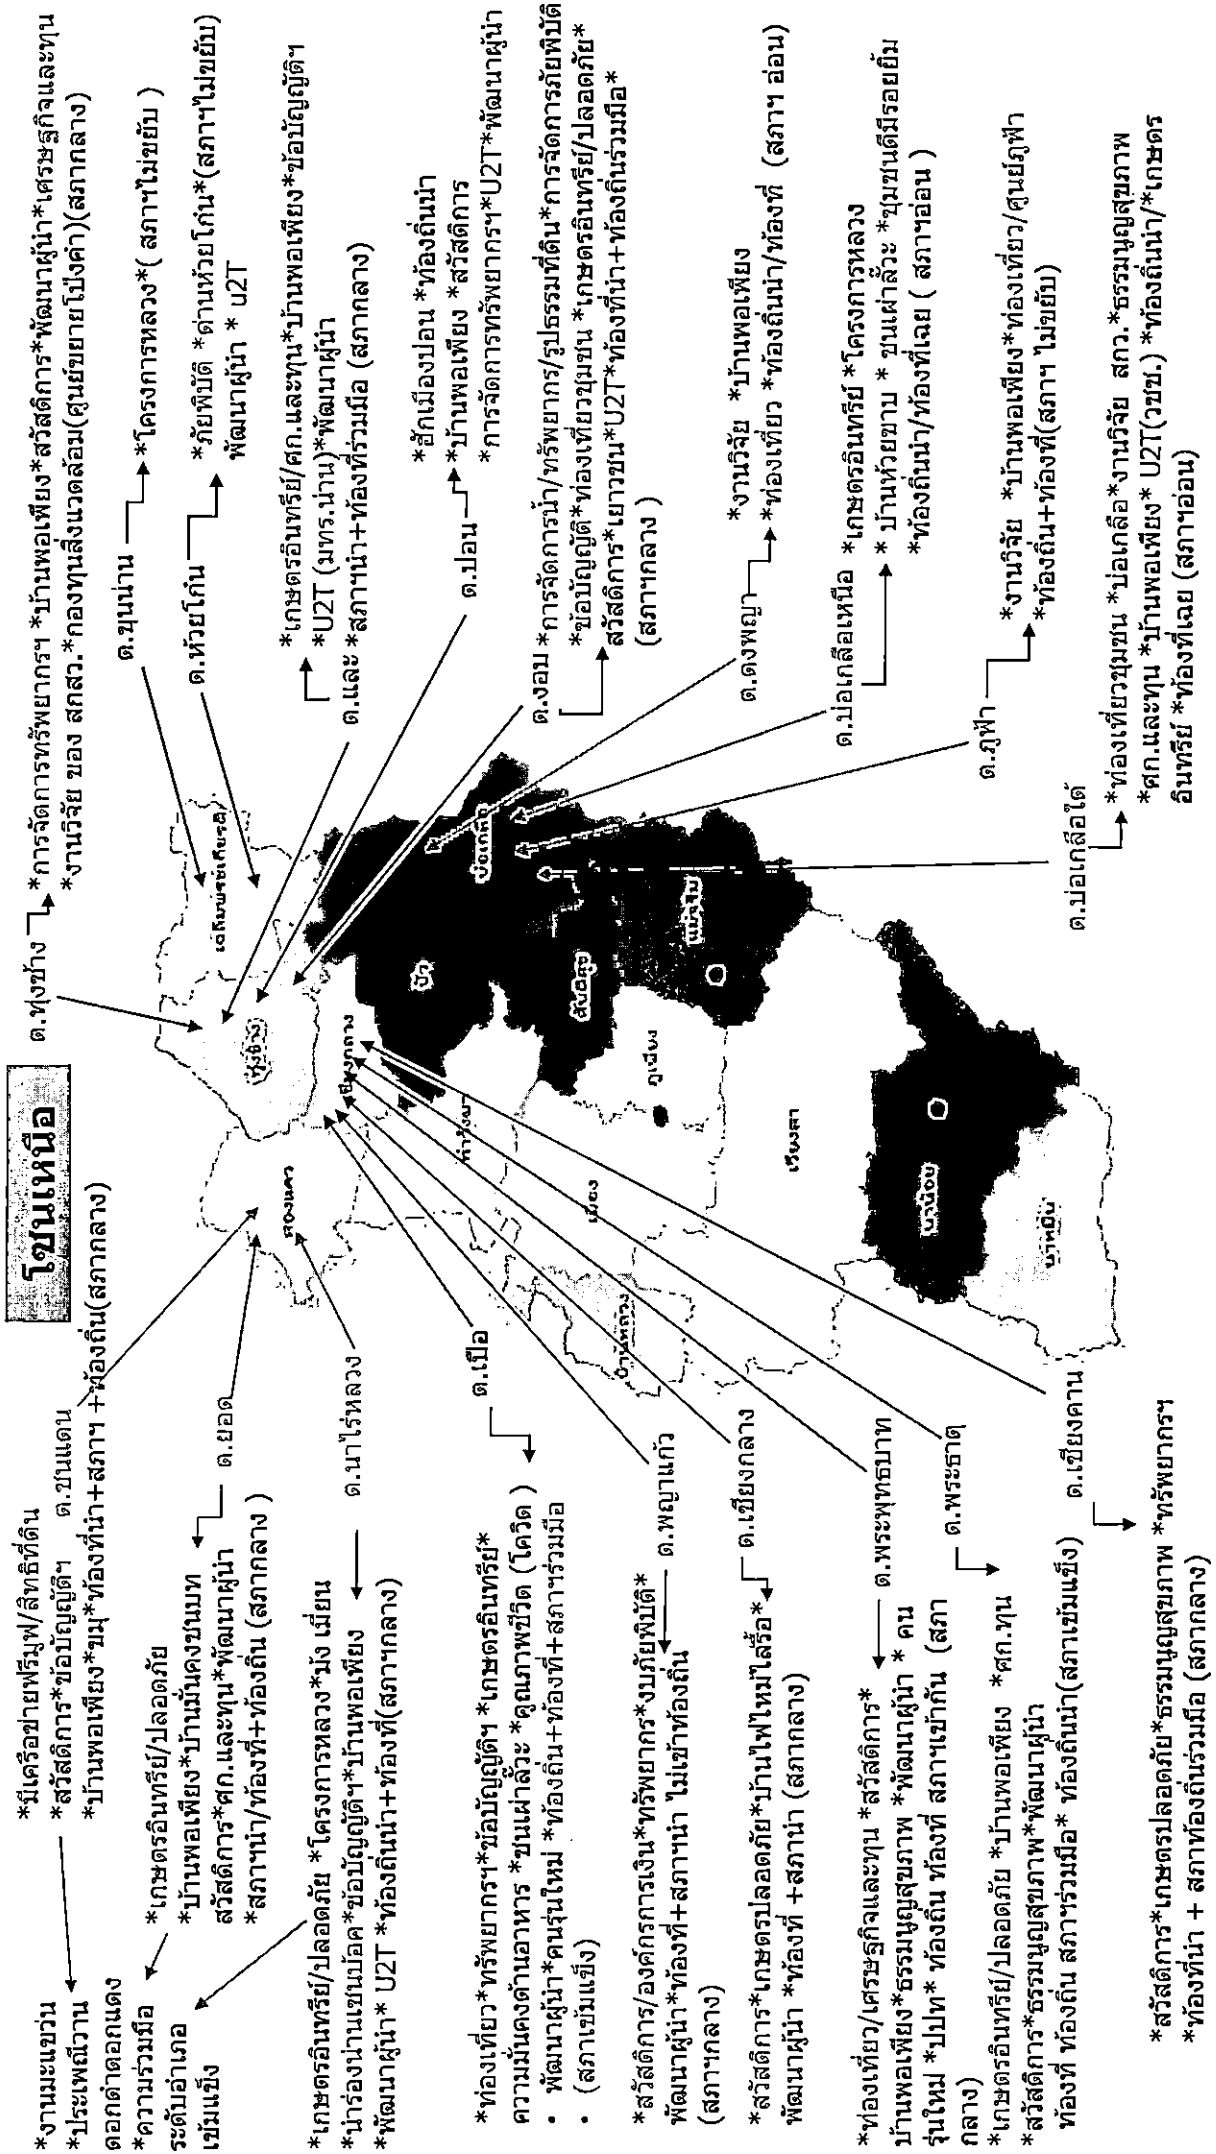 โซนเหนือ
*งานมะแขว่น
*ประเพณีวาน
ดอกดำดอกแดง
*ความร่วมมือ
ระดับอำเภอ
เข้มแข็ง
*มีเครือข่ายฟรีมูฟ/สิทธิที่ดิน
*สวัสดิการ*ข้อบัญญัติฯ
*บ้านพอเพียง*ขมุ*ท้องที่นำ+สภาฯ +ท้องถิ่น(สภากลาง)
ต.ชนแดน
*เกษตรอินทรีย์/ปลอดภัย
*บ้านพอเพียง*บ้านมั่นคงชนบท
สวัสดิการ*ศก.และทุน*พัฒนาผู้นำ
*สภาฯนำ/ท้องที่+ท้องถิ่น (สภากลาง )
ต.ยอด
*เกษตรอินทรีย์/ปลอดภัย *โครงการหลวง*ม้ง เมี่ยน
*นำร่องน่านเซนบอค*ข้อบัญญัติฯ*บ้านพอเพียง
*พัฒนาผู้นำ* U2T *ท้องถิ่นนำ+ท้องที่(สภาฯกลาง)
ต.นาไร่หลวง
*ท่องเที่ยว*ทรัพยากรฯ*ข้อบัญญัติฯ *เกษตรอินทรีย์*
ความมั่นคงด้านอาหาร *ชนเผ่าลั๊วะ *คุณภาพชีวิต (โควิด )
• พัฒนาผู้นำ*คนรุ่นใหม่ *ท้องถิ่น+ท้องที่+สภาฯร่วมมือ
• (สภาเข้มแข็ง)
ต.เปือ
*สวัสดิการ/องค์กรการเงิน*ทรัพยากร*งบภัยพิบัติ*
พัฒนาผู้นำ*ท้องที่+สภาฯนำ ไม่เข้าท้องถิ่น
(สภาฯกลาง)
ต.พญาแก้ว
*สวัสดิการ*เกษตรปลอดภัย*บ้านไฟไหม้ไส้รื้อ*
พัฒนาผู้นำ *ท้องที่ +สภานำ (สภากลาง)
ต.เชียงกลาง
*ท่องเที่ยว/เศรษฐกิจและทุน *สวัสดิการ*
บ้านพอเพียง*ธรรมนูญสุขภาพ *พัฒนาผู้นำ * คน
รุ่นใหม่ *ปปท* ท้องถิ่น ท้องที่ สภาฯเข้ากัน (สภา
กลาง)
ต.พระพุทธบาท
*เกษตรอินทรีย์/ปลอดภัย *บ้านพอเพียง *ศก.ทุน
*สวัสดิการ*ธรรมนูญสุขภาพ*พัฒนาผู้นำ
ท้องที่ ท้องถิ่น สภาฯร่วมมือ* ท้องถิ่นนำ(สภาเข้มแข็ง)
ต.พระธาตุ
*สวัสดิการ*เกษตรปลอดภัย*ธรรมนูญสุขภาพ *ทรัพยากรฯ
*ท้องที่นำ + สภาท้องถิ่นร่วมมือ (สภากลาง)
ต.เชียงคาน
ต.ทุ่งช้าง
*การจัดการทรัพยากรฯ *บ้านพอเพียง*สวัสดิการ*พัฒนาผู้นำ*เศรษฐกิจและทุน
*งานวิจัย ของ สกสว.*กองทุนสิ่งแวดล้อม(ศูนย์ขยายโป่งคำ)(สภากลาง)
ต.ขุนน่าน
*โครงการหลวง*( สภาฯไม่ขยับ )
ต.ห้วยโก๋น
*ภัยพิบัติ *ด่านห้วยโก๋น*(สภาฯไม่ขยับ)
พัฒนาผู้นำ * u2T
*เกษตรอินทรีย์/ศก.และทุน*บ้านพอเพียง*ข้อบัญญัติฯ
*U2T (มทร.น่าน)*พัฒนาผู้นำ
ต.และ *สภาฯนำ+ท้องที่ร่วมมือ (สภากลาง)
ต.ปอน
*ฮักเมืองปอน *ท้องถิ่นนำ
*บ้านพอเพียง *สวัสดิการ
*การจัดการทรัพยากรฯ*U2T*พัฒนาผู้นำ
ต.งอบ *การจัดการน้ำ/ทรัพยากร/รูปธรรมที่ดิน*การจัดการภัยพิบัติ
*ข้อบัญญัติ*ท่องเที่ยวชุมชน *เกษตรอินทรีย์/ปลอดภัย*
สวัสดิการ*เยาวชน*U2T*ท้องที่นำ+ท้องถิ่นร่วมมือ*
(สภาฯกลาง )
ต.ดงพญา
*งานวิจัย *บ้านพอเพียง
*ท่องเที่ยว *ท้องถิ่นนำ/ท้องที่ (สภาฯ อ่อน)
ต.บ่อเกลือเหนือ *เกษตรอินทรีย์ *โครงการหลวง
* บ้านห้วยขาบ * ชนเผ่าลั๊วะ *ชุมชนดีมีรอยยิ้ม
*ท้องถิ่นนำ/ท้องที่เฉย ( สภาฯอ่อน )
ต.ภูฟ้า
*งานวิจัย *บ้านพอเพียง*ท่องเที่ยว/ศูนย์ภูฟ้า
*ท้องถิ่น+ท้องที่(สภาฯ ไม่ขยับ)
ต.บ่อเกลือใต้
*ท่องเที่ยวชุมชน *บ่อเกลือ*งานวิจัย สกว.*ธรรมนูญสุขภาพ
*ศก.และทุน *บ้านพอเพียง* U2T(วชช.) *ท้องถิ่นนำ/*เกษตร
อินทรีย์ *ท้องที่เฉย (สภาฯอ่อน)
เฉลิมพระเกียรติ
ทุ่งช้าง
สองแคว
เชียงกลาง
ปัว
บ่อเกลือ
ท่าวังผา
สันติสุข
แม่จริม
ภูเพียง
เมือง
บ้านหลวง
เวียงสา
นาน้อย
นาหมื่น